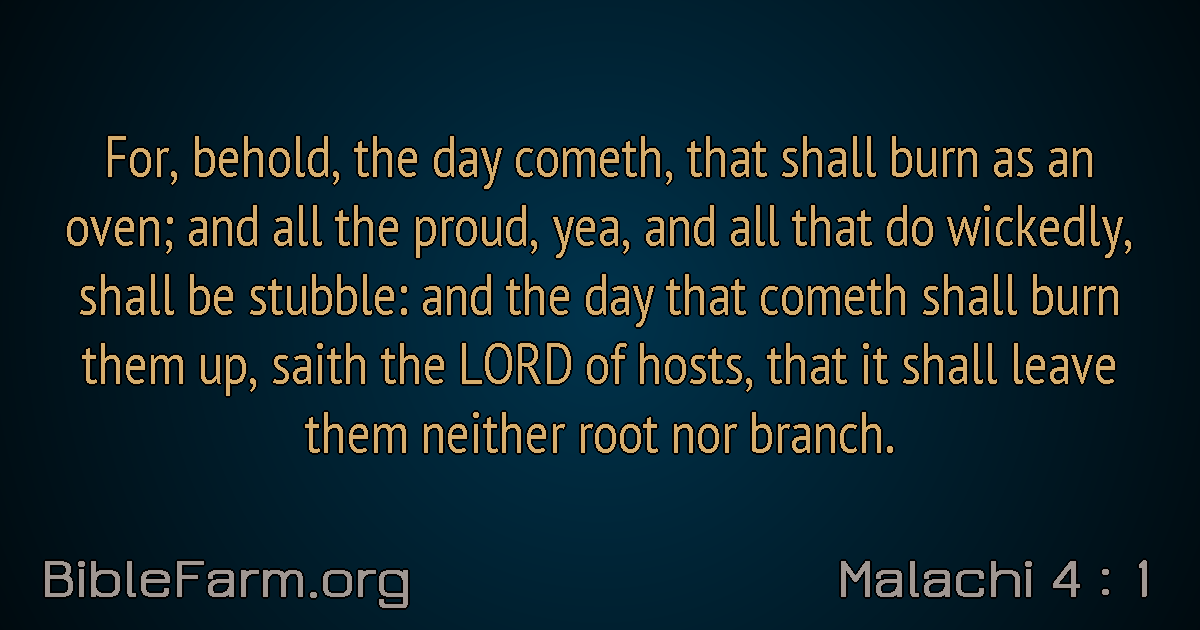 For, behold, the day cometh, that shall burn as an
oven; and all the proud, yea, and all that do wickedly,
shall be stubble: and the day that cometh shall burn
them up, saith the LORD of hosts, that it shall leave
them neither root nor branch.
BibleFarm.org
Malachi 4 : 1